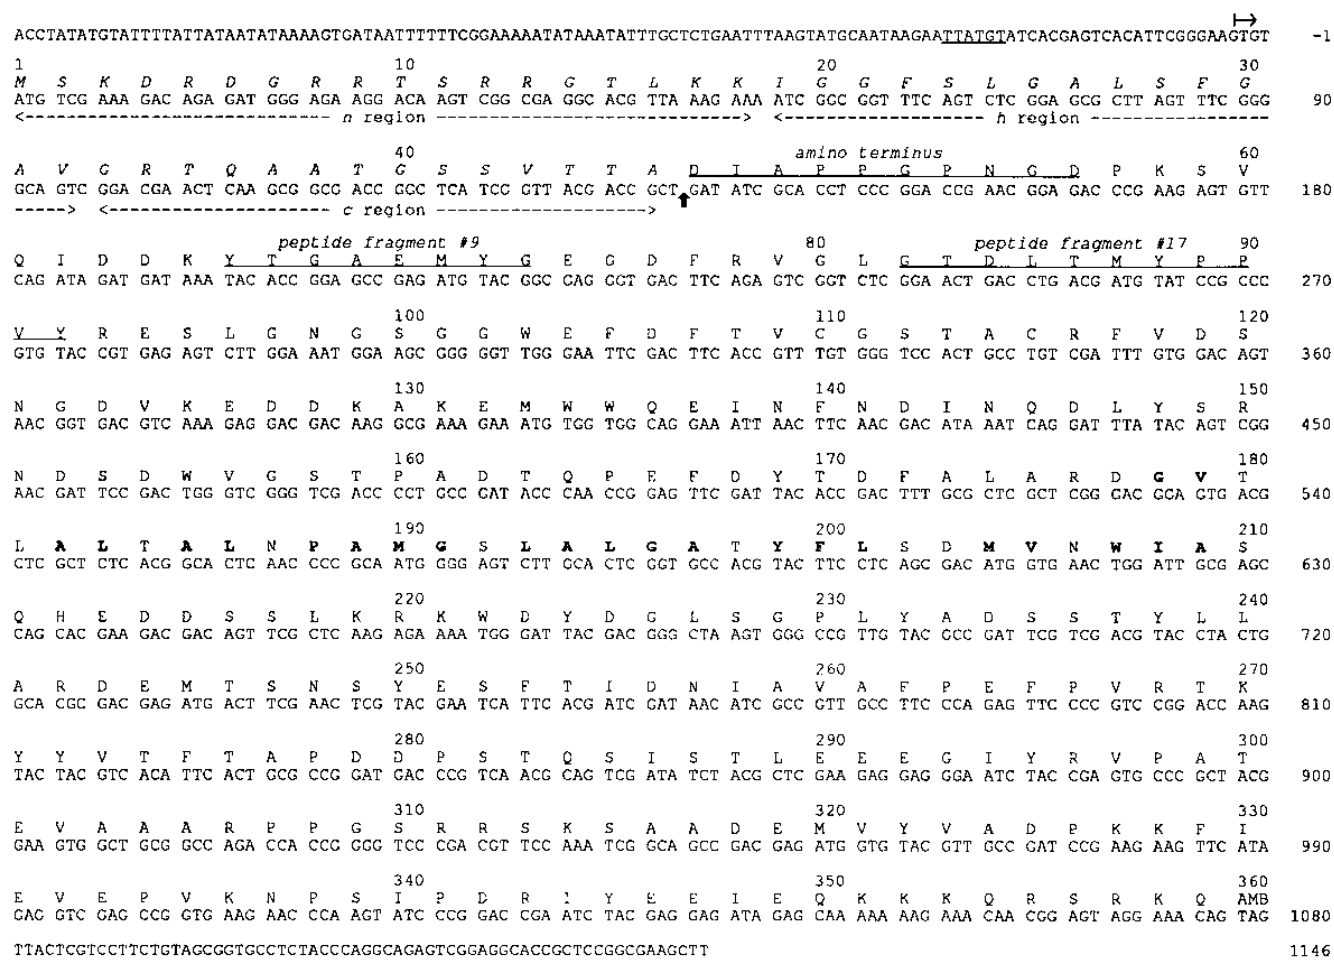 ACCTATATGTATTTTATTATAATATAAAAGTGATAATTTTTTCGGAAAAATATAAATATTTGCTCTGAATTTAAGTATGCAATAAGAATTATGTATCACGAGTCACATTCGGGAAGTGT -1
1 10 20 30
M S K D R D G R R T S R R G T L K K I G G F S L G A L S F G
ATG TCG AAA GAC AGA GAT GGG AGA AGG ACA AGT CGG CGA GGC ACG TTA AAG AAA ATC GGC GGT TTC AGT CTC GGA GCG CTT AGT TTC GGG 90
<---- n region ----> <---- h region ----
40 amino terminus 60
A V G R T Q A A T G S S V T T A D I A P P G P N G D P K S V
GCA GTC GGA CGA ACT CAA GCG GCG ACC GGC TCA TCG GTT ACG ACC GCT GAT ATC GCA CCT CCC GGA CCG AAC GGA GAC CCG AAG AGT GTT 180
-----> <---- c region ---->
peptide fragment #9 80 peptide fragment #17 90
Q I D D K Y T G A E M Y G E G D F R V G L G T D L T M Y P P
CAG ATA GAT GAT AAA TAC ACC GGA GCC GAG ATG TAC GGC GAG GGT GAC TTC AGA GTC GGT CTC GGA ACT GAC CTG ACG ATG TAT CCG CCC 270
100 110 120
V Y R E S L G N G S G G W E F D F T V C G S T A C R F V D S
GTG TAC CGT GAG AGT CTT GGA AAT GGA AGC GGG GGT TGG GAA TTC GAC TTC ACC GTT TGT GGG TCC ACT GCC TGT CGA TTT GTG GAC AGT 360
130 140 150
N G D V K E D D K A K E M W W Q E I N F N D I N Q D L Y S R
AAC GGT GAC GTC AAA GAG GAC GAC AAG GCG AAA GAA ATG TGG TGG CAG GAA ATT AAC TTC AAC GAC ATA AAT CAG GAT TTA TAC AGT CGG 450
160 170 180
N D S D W V G S T P A D T Q P E F D Y T D F A L A R D G V T
AAC GAT TCC GAC TGG GTC GGG TCG ACC CCT GCC GAT ACC CAA CCG GAG TTC GAT TAC ACC GAC TTT GCG CTC GCT CGG GAC GCA GTG ACG 540
190 200 210
L A L T A L N P A M G S L A L G A T Y F L S D M V N W I A S
CTC GCT CTC ACG GCA CTC AAC CCC GCA ATG GGG AGT CTT GCA CTC GGT GCC ACG TAC TTC CTC AGC GAC ATG GTG AAC TGG ATT GCG AGC 630
220 230 240
Q H E D D S S L K R K W D Y D G L S G P L Y A D S S T Y L L
CAG CAC GAA GAC GAC AGT TCG CTC AAG AGA AAA TGG GAT TAC GAC GGG CTA AGT GGG CCG TTG TAC GCC GAT TCG TCG ACG TAC CTA CTG 720
250 260 270
A R D E M T S N S Y E S F T I D N I A V A F P E F P V R T K
GCA CGC GAC GAG ATG ACT TCG AAC TCG TAC GAA TCA TTC ACG ATC GAT AAC ATC GCC GTT GCC TTC CCA GAG TTC CCC GTC CGG ACC AAG 810
280 290 300
Y Y V T F T A P D D P S T Q S I S T L E E E G I Y R V P A T
TAC TAC GTC ACA TTC ACT GCG CCG GAT GAC CCG TCA ACG CAG TCG ATA TCT ACG CTC GAA GAG GAG GGA ATC TAC CGA GTG CCC GCT ACG 900
310 320 330
E V A A A R P P G S R R S K S A A D E M V Y V A D P K K F I
GAA GTG GCT GCG GCC AGA CCA CCG GGG TCC CGA CGT TCC AAA TCG GCA GCC GAC GAG ATG GTG TAC GTT GCC GAT CCG AAG AAG TTC ATA 990
340 350 360
E V E P V K N P S I P D R I Y E E I E Q K K K Q R S R K Q AMB
GAG GTC GAG CCG GTG AAG AAC CCA AGT ATC CCG GAC CGA ATC TAC GAG GAG ATA GAG CAA AAA AAG AAA CAA CGG AGT AGG AAA CAG TAG 1080
TTACTCGTCCTTCTGTAGCGGTGCCTCTACCCAGGCAGAGTCGGAGGCACCGCTCCGGCGAAGCTT 1146